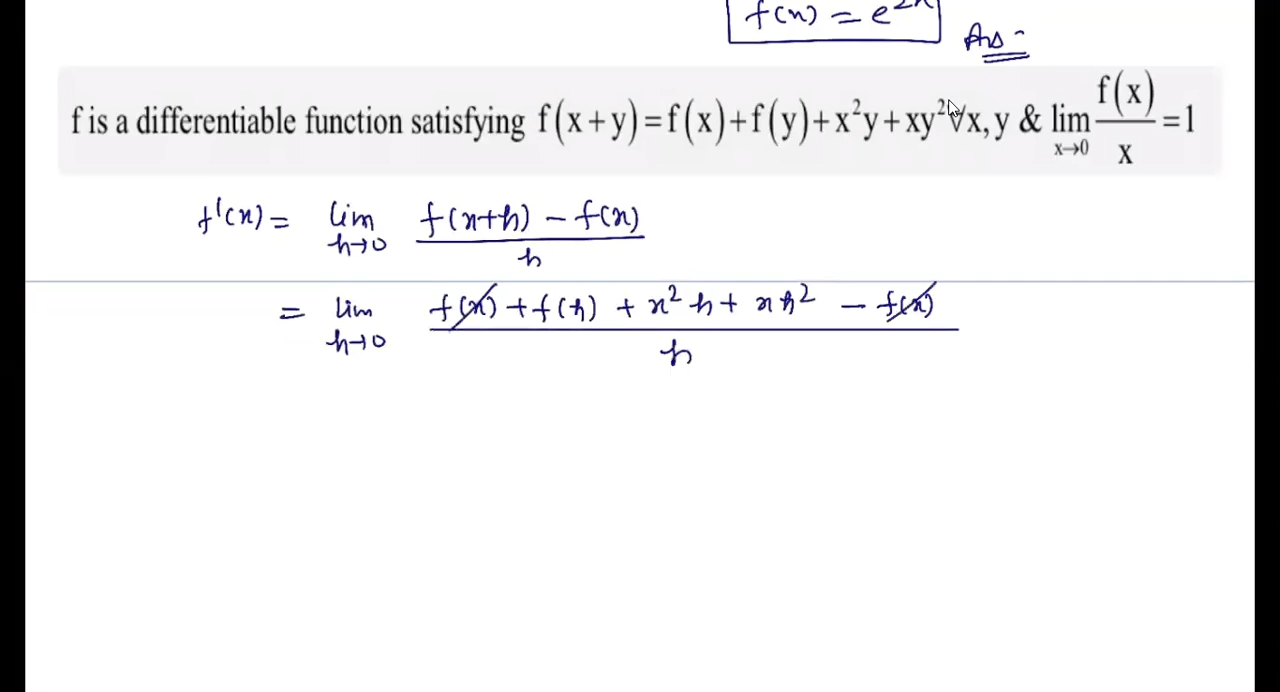 f(x) = e^{2x}
Ans -
f is a differentiable function satisfying f(x+y)=f(x)+f(y)+x²y+xy² ∀x,y & lim_{x→0} f(x)/x =1
f'(x) = lim_{h→0} (f(x+h) - f(x))/h
= lim_{h→0} (f(x) + f(h) + x²h + xh² - f(x))/h